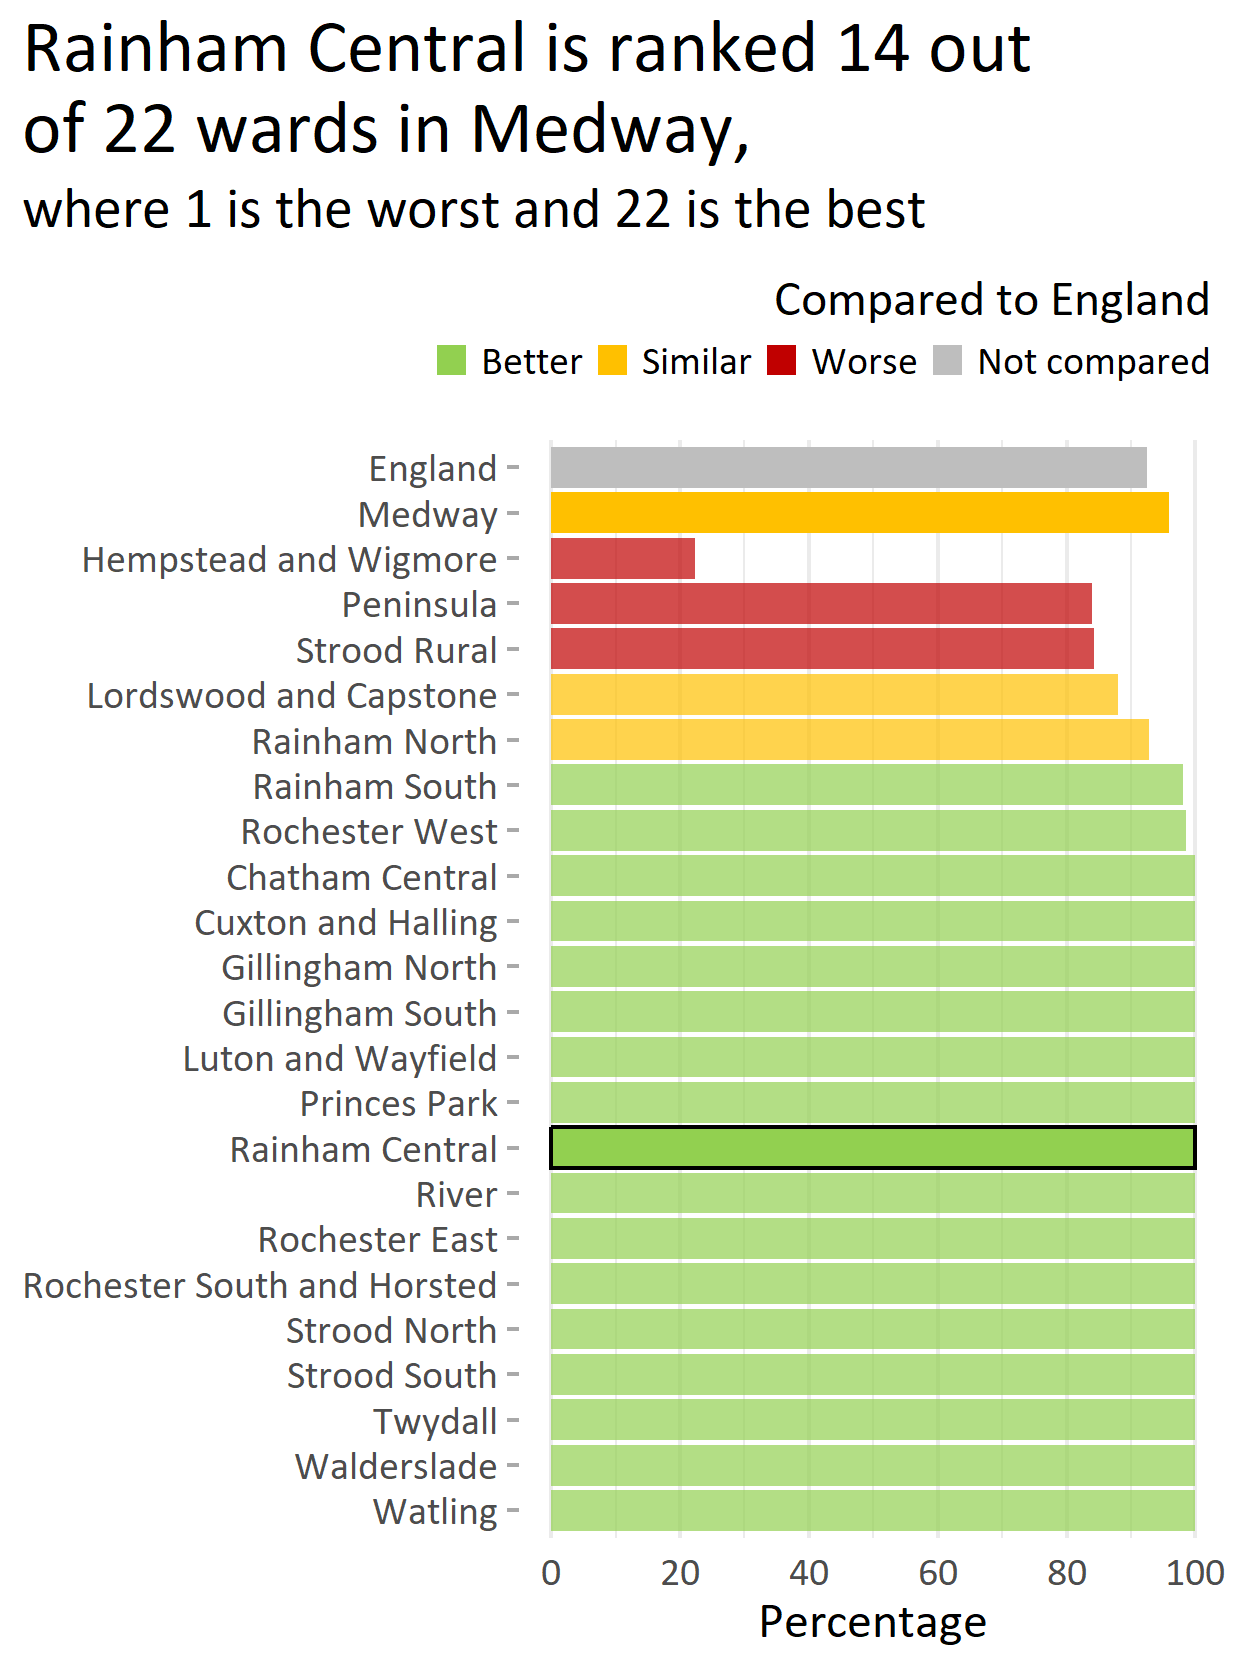 Rainham Central is ranked 14 out
of 22 wards in Medway,
where 1 is the worst and 22 is the best
Compared to England
Better Similar Worse Not compared
England
Medway
Hempstead and Wigmore
Peninsula
Strood Rural
Lordswood and Capstone
Rainham North
Rainham South
Rochester West
Chatham Central
Cuxton and Halling
Gillingham North
Gillingham South
Luton and Wayfield
Princes Park
Rainham Central
River
Rochester East
Rochester South and Horsted
Strood North
Strood South
Twydall
Walderslade
Watling
0 20 40 60 80 100
Percentage